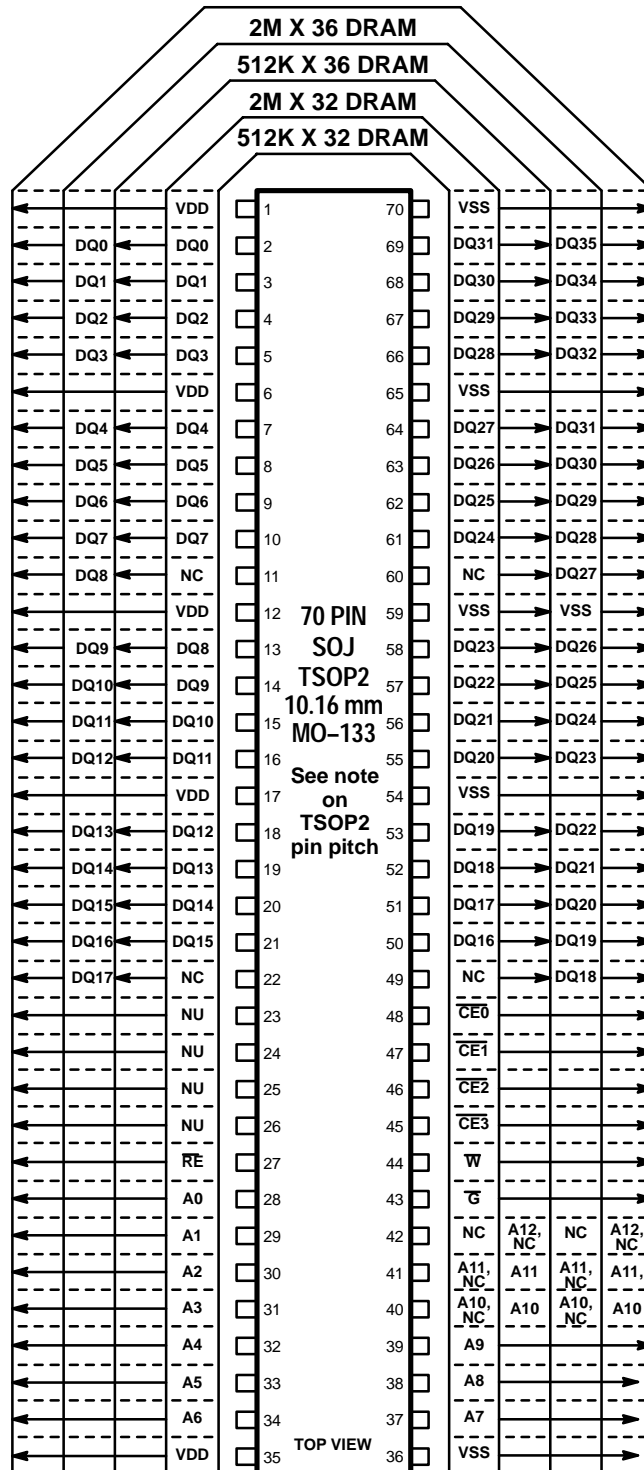 2M X 36 DRAM
512K X 36 DRAM
2M X 32 DRAM
512K X 32 DRAM
VDD 1 70 VSS
DQ0 DQ0 2 69 DQ31 DQ35
DQ1 DQ1 3 68 DQ30 DQ34
DQ2 DQ2 4 67 DQ29 DQ33
DQ3 DQ3 5 66 DQ28 DQ32
VDD 6 65 VSS
DQ4 DQ4 7 64 DQ27 DQ31
DQ5 DQ5 8 63 DQ26 DQ30
DQ6 DQ6 9 62 DQ25 DQ29
DQ7 DQ7 10 61 DQ24 DQ28
DQ8 NC 11 60 NC DQ27
VDD 12 59 VSS VSS
DQ9 DQ8 13 58 DQ23 DQ26
DQ10 DQ9 14 57 DQ22 DQ25
DQ11 DQ10 15 56 DQ21 DQ24
DQ12 DQ11 16 55 DQ20 DQ23
VDD 17 54 VSS
DQ13 DQ12 18 53 DQ19 DQ22
DQ14 DQ13 19 52 DQ18 DQ21
DQ15 DQ14 20 51 DQ17 DQ20
DQ16 DQ15 21 50 DQ16 DQ19
DQ17 NC 22 49 NC DQ18
NU 23 48 CE0
NU 24 47 CE1
NU 25 46 CE2
NU 26 45 CE3
RE 27 44 W
A0 28 43 G
A1 29 42 NC A12, NC NC A12, NC
A2 30 41 A11, NC A11 A11, NC A11,
A3 31 40 A10, NC A10 A10, NC A10
A4 32 39 A9
A5 33 38 A8
A6 34 37 A7
VDD 35 36 VSS
70 PIN
SOJ
TSOP2
10.16 mm
MO–133
See note
on
TSOP2
pin pitch
TOP VIEW